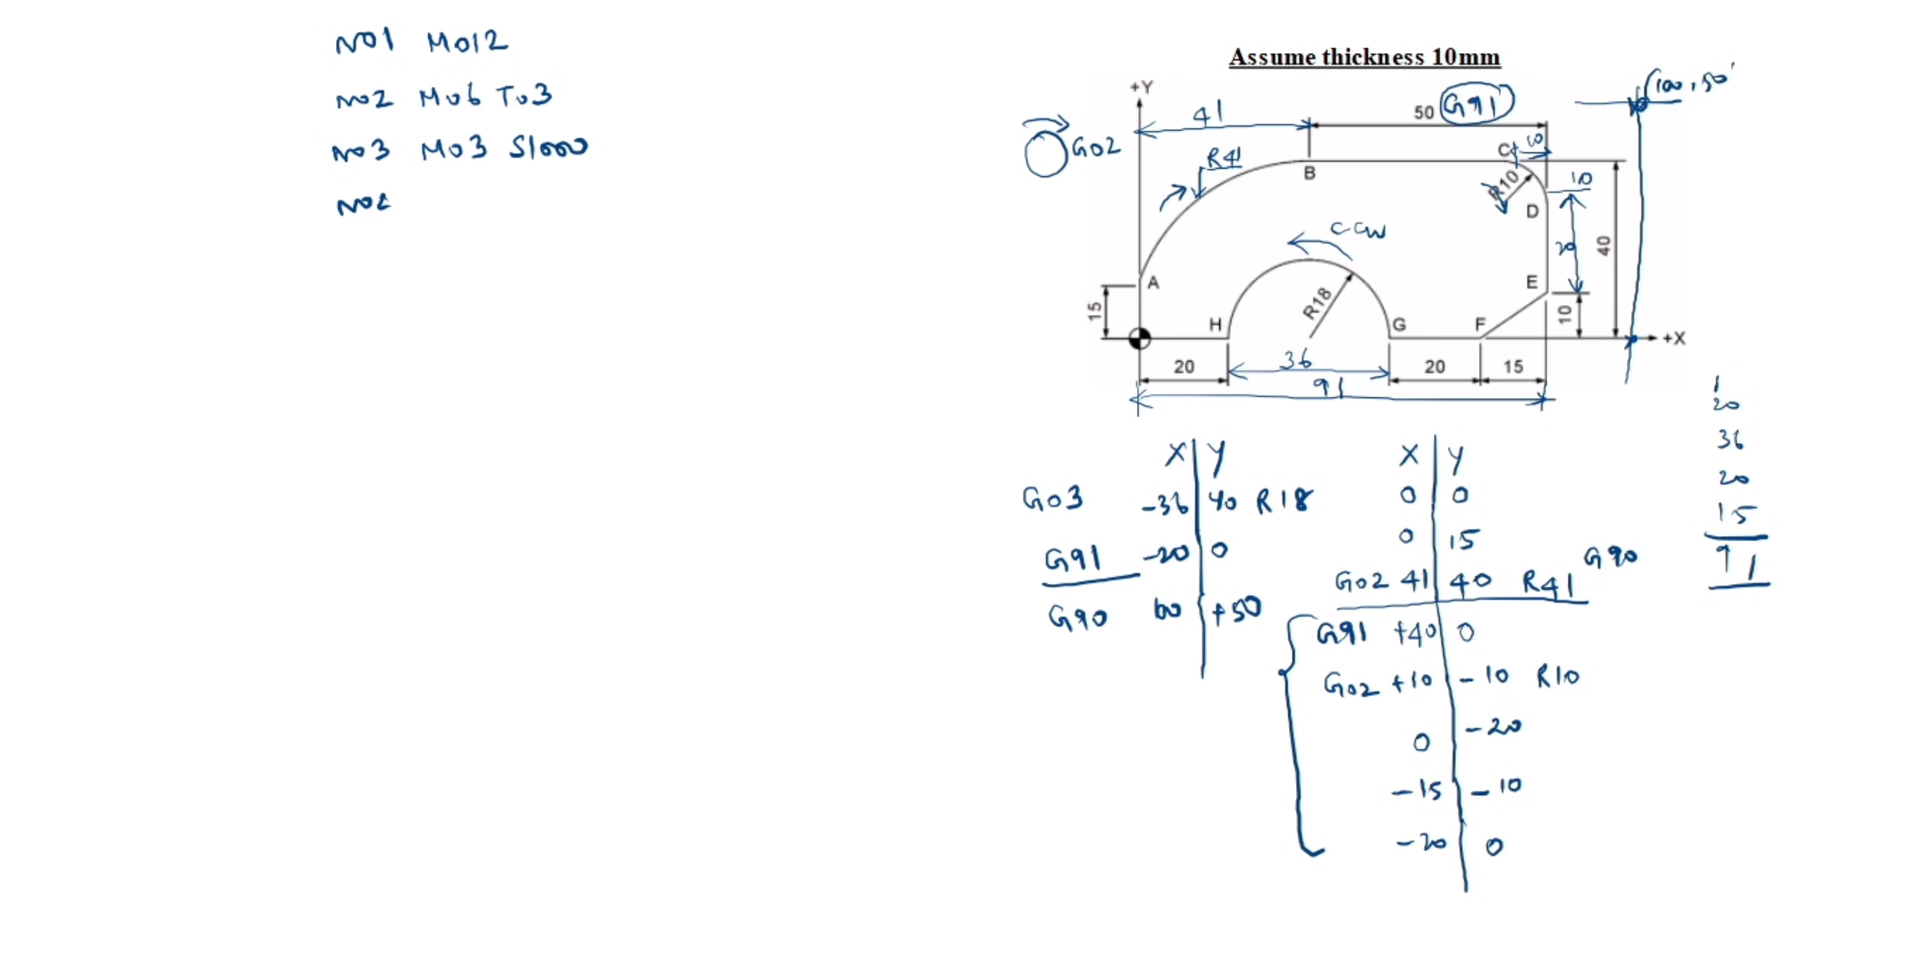 N01 M012
N02 M06 T03
N03 M03 S1000
N04
Assume thickness 10mm
+Y
100, 50
41
50 G91
G02
R41
B
C
10
R10
10
D
CCW
20
40
A
E
15
R18
10
H
G
F
+X
20
36
20
15
91
X Y
G03 -36 40 R18
G91 -20 0
G90 100 +50
X Y
0 0
0 15
G02 41 40 R41 G90
G91 +40 0
G02 +10 -10 R10
0 -20
-15 -10
-20 0
1
20
36
20
15
91